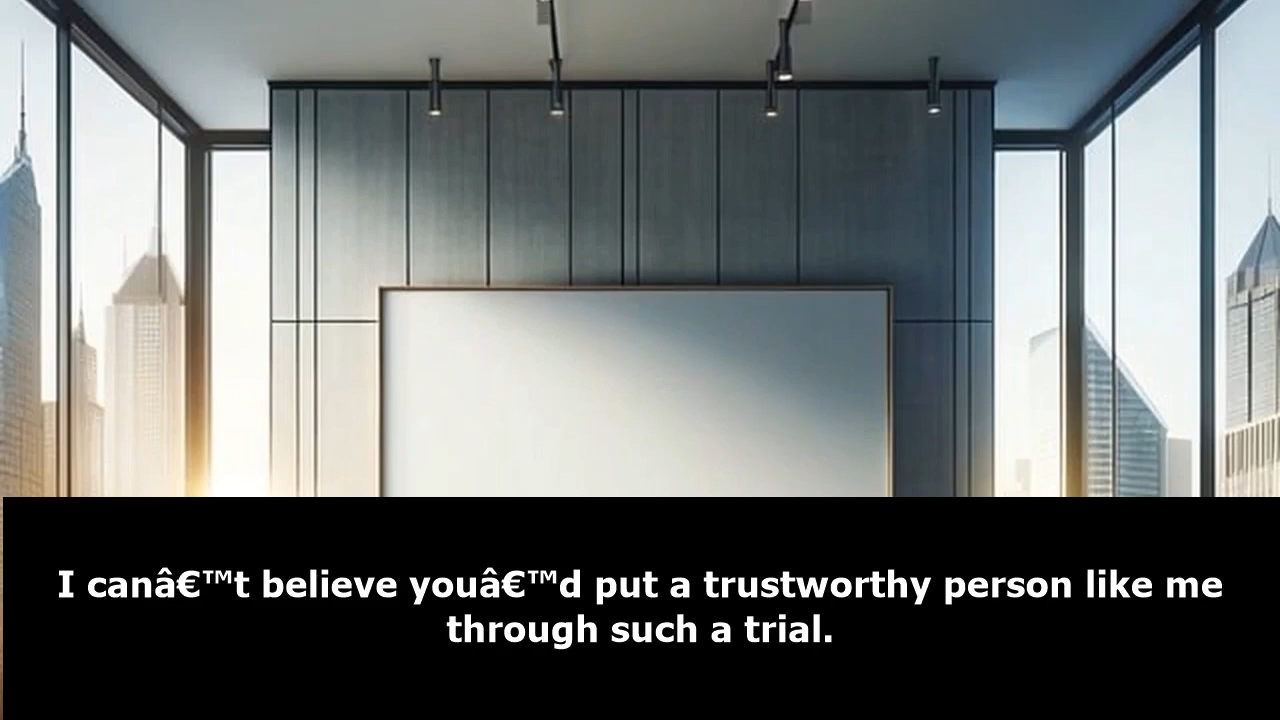 I canâ€™t believe youâ€™d put a trustworthy person like me
through such a trial.